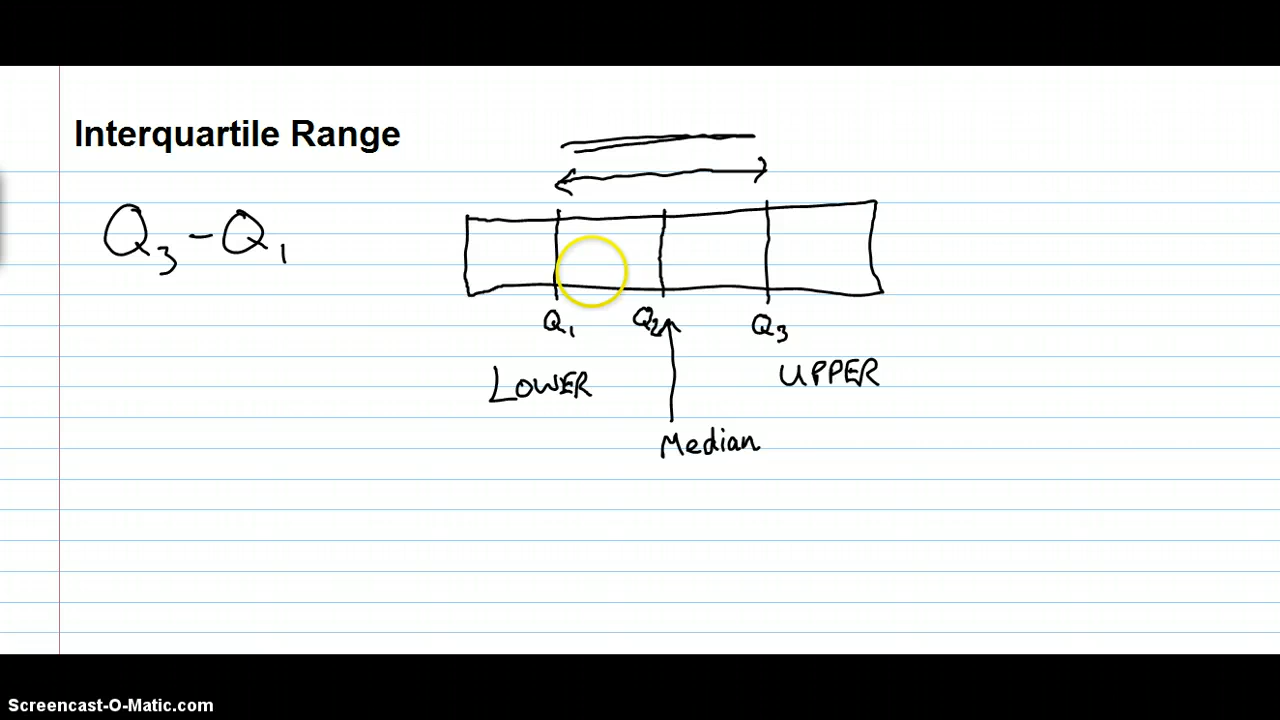 Interquartile Range
Q3 - Q1
Q1 Q2 Q3
LOWER UPPER
Median
Screencast-O-Matic.com